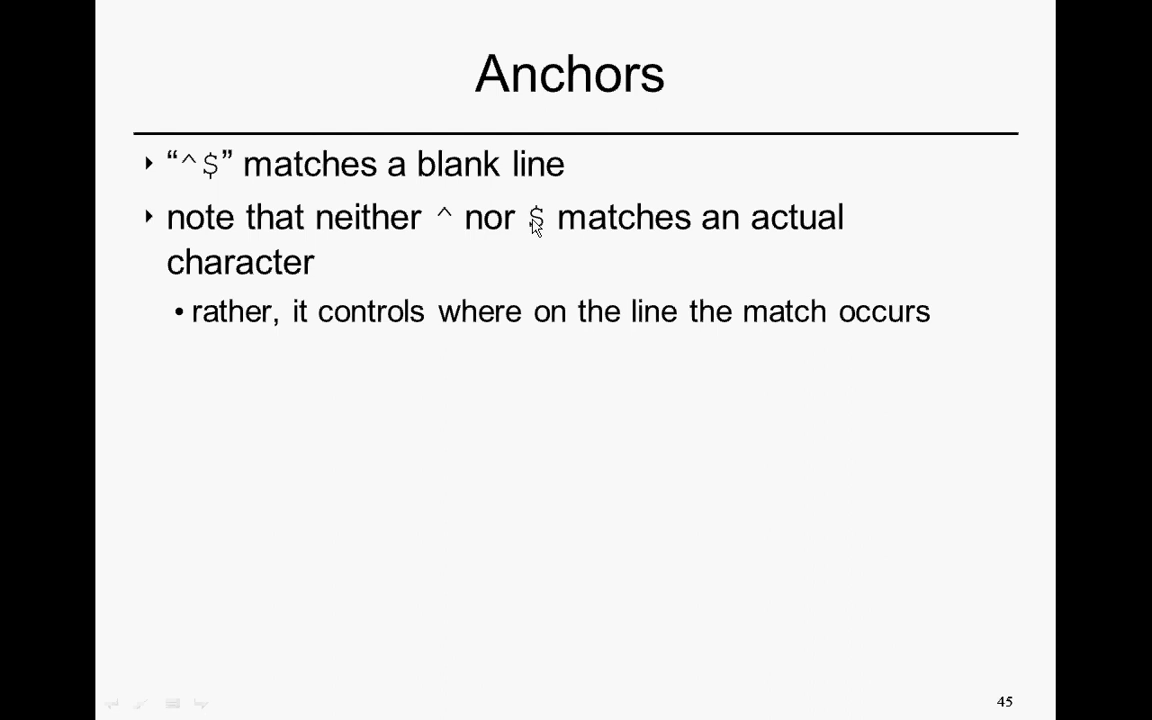 Anchors
“^$” matches a blank line
note that neither ^ nor $ matches an actual
character
• rather, it controls where on the line the match occurs
45